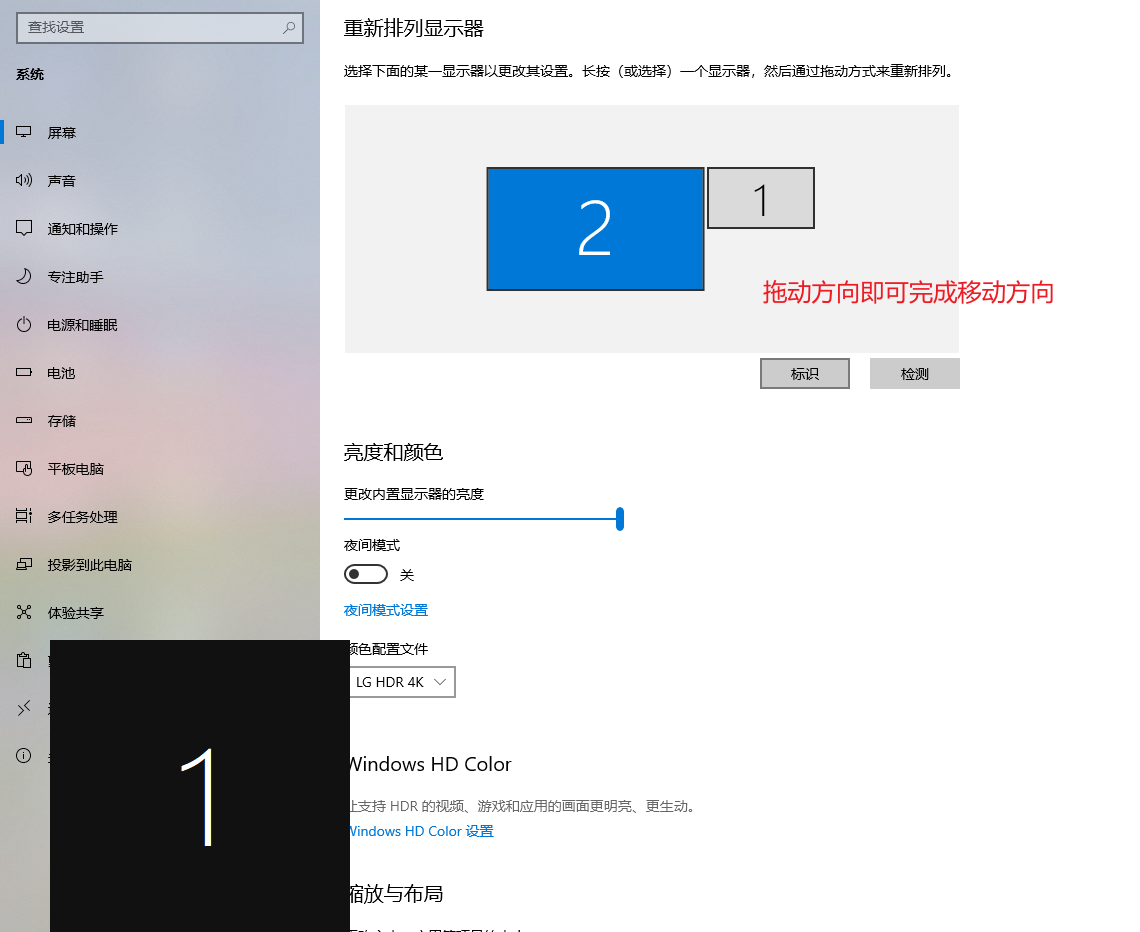 查找设置
系统
屏幕
声音
通知和操作
专注助手
电源和睡眠
电池
存储
平板电脑
多任务处理
投影到此电脑
体验共享
1
重新排列显示器
选择下面的某一显示器以更改其设置。长按（或选择）一个显示器，然后通过拖动方式来重新排列。
2
1
拖动方向即可完成移动方向
标识
检测
亮度和颜色
更改内置显示器的亮度
夜间模式
关
夜间模式设置
颜色配置文件
LG HDR 4K
Windows HD Color
让支持 HDR 的视频、游戏和应用的画面更明亮、更生动。
Windows HD Color 设置
缩放与布局